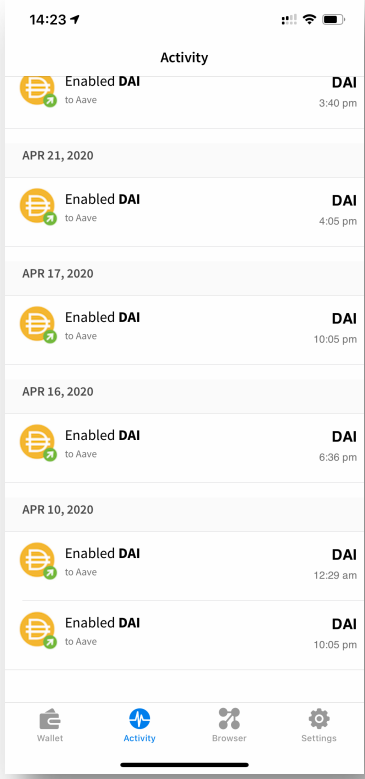 14:23
Activity
Enabled DAI DAI
to Aave 3:40 pm
APR 21, 2020
Enabled DAI DAI
to Aave 4:05 pm
APR 17, 2020
Enabled DAI DAI
to Aave 10:05 pm
APR 16, 2020
Enabled DAI DAI
to Aave 6:36 pm
APR 10, 2020
Enabled DAI DAI
to Aave 12:29 am
Enabled DAI DAI
to Aave 10:05 pm
Wallet Activity Browser Settings